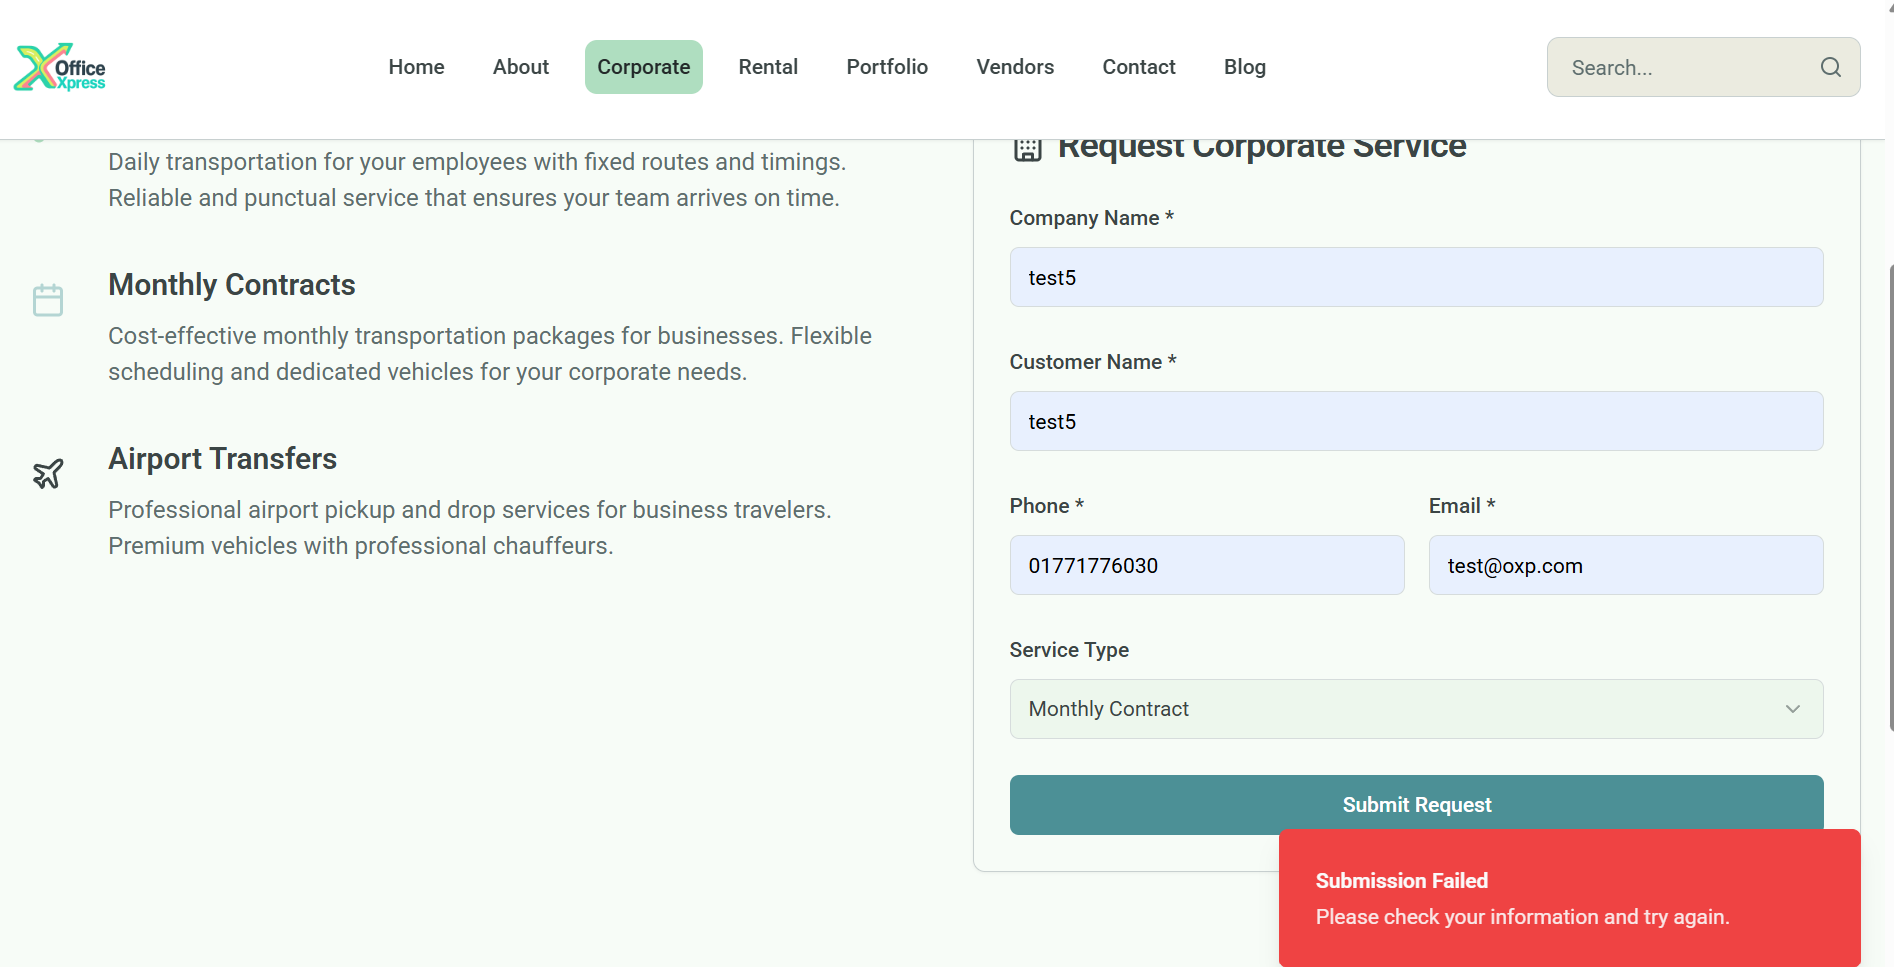 Office
Xpress
Home
About
Corporate
Rental
Portfolio
Vendors
Contact
Blog
Search...
Daily transportation for your employees with fixed routes and timings.
Reliable and punctual service that ensures your team arrives on time.
Monthly Contracts
Cost-effective monthly transportation packages for businesses. Flexible
scheduling and dedicated vehicles for your corporate needs.
Airport Transfers
Professional airport pickup and drop services for business travelers.
Premium vehicles with professional chauffeurs.
Request Corporate Service
Company Name *
test5
Customer Name *
test5
Phone *
Email *
01771776030
test@oxp.com
Service Type
Monthly Contract
Submit Request
Submission Failed
Please check your information and try again.